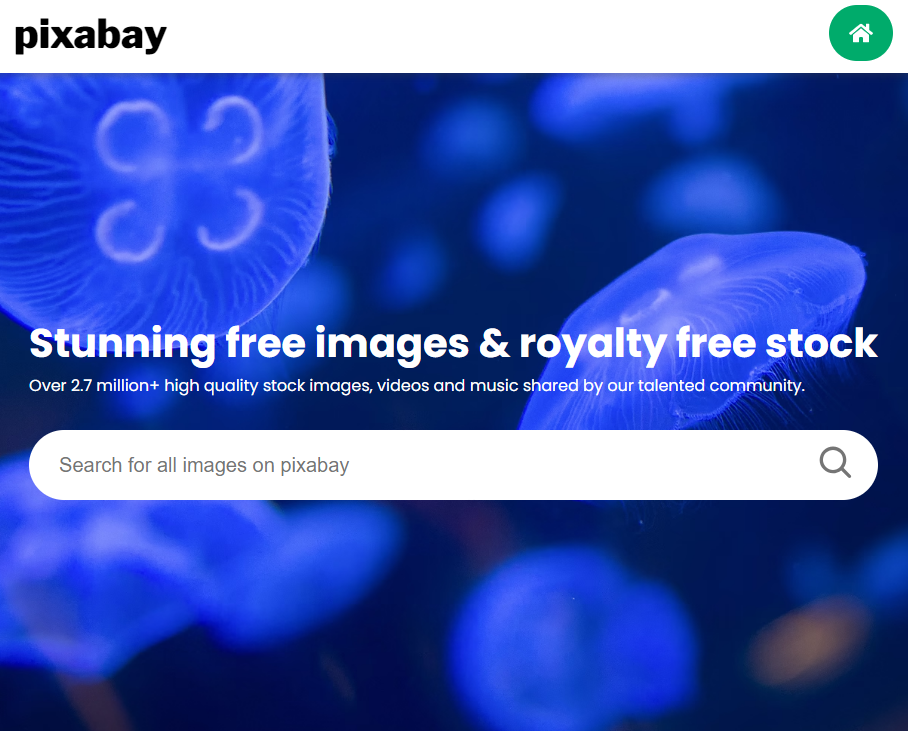 pixabay
Stunning free images & royalty free stock
Over 2.7 million+ high quality stock images, videos and music shared by our talented community.
Search for all images on pixabay